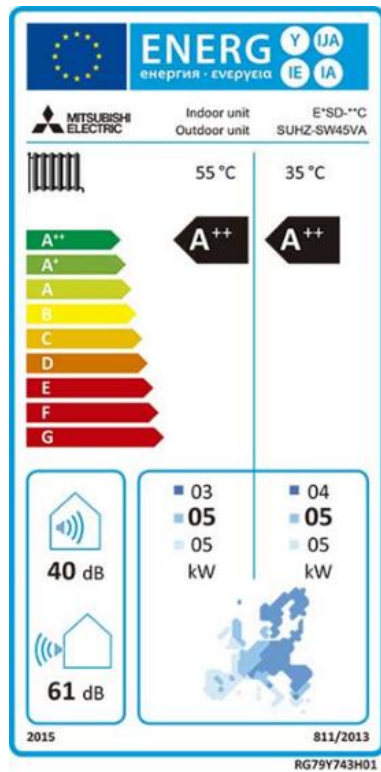 ENERG Y IJA
енергия · ενεργεια IE IA
MITSUBISHI ELECTRIC
Indoor unit E*SD-**C
Outdoor unit SUHZ-SW45VA
55 °C 35 °C
A++ A++ A++
A+
A
B
C
D
E
F
G
03 04
05 05
05 05
kW kW
40 dB
61 dB
2015 811/2013
RG79Y743H01